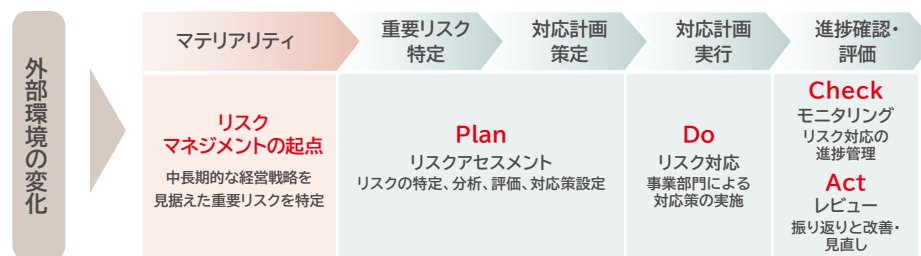 外部環境の変化
マテリアリティ
重要リスク
特定
対応計画
策定
対応計画
実行
進捗確認・
評価
リスク
マネジメントの起点
中長期的な経営戦略を
見据えた重要リスクを特定
Plan
リスクアセスメント
リスクの特定、分析、評価、対応策設定
Do
リスク対応
事業部門による
対応策の実施
Check
モニタリング
リスク対応の
進捗管理
Act
レビュー
振り返りと改善・
見直し